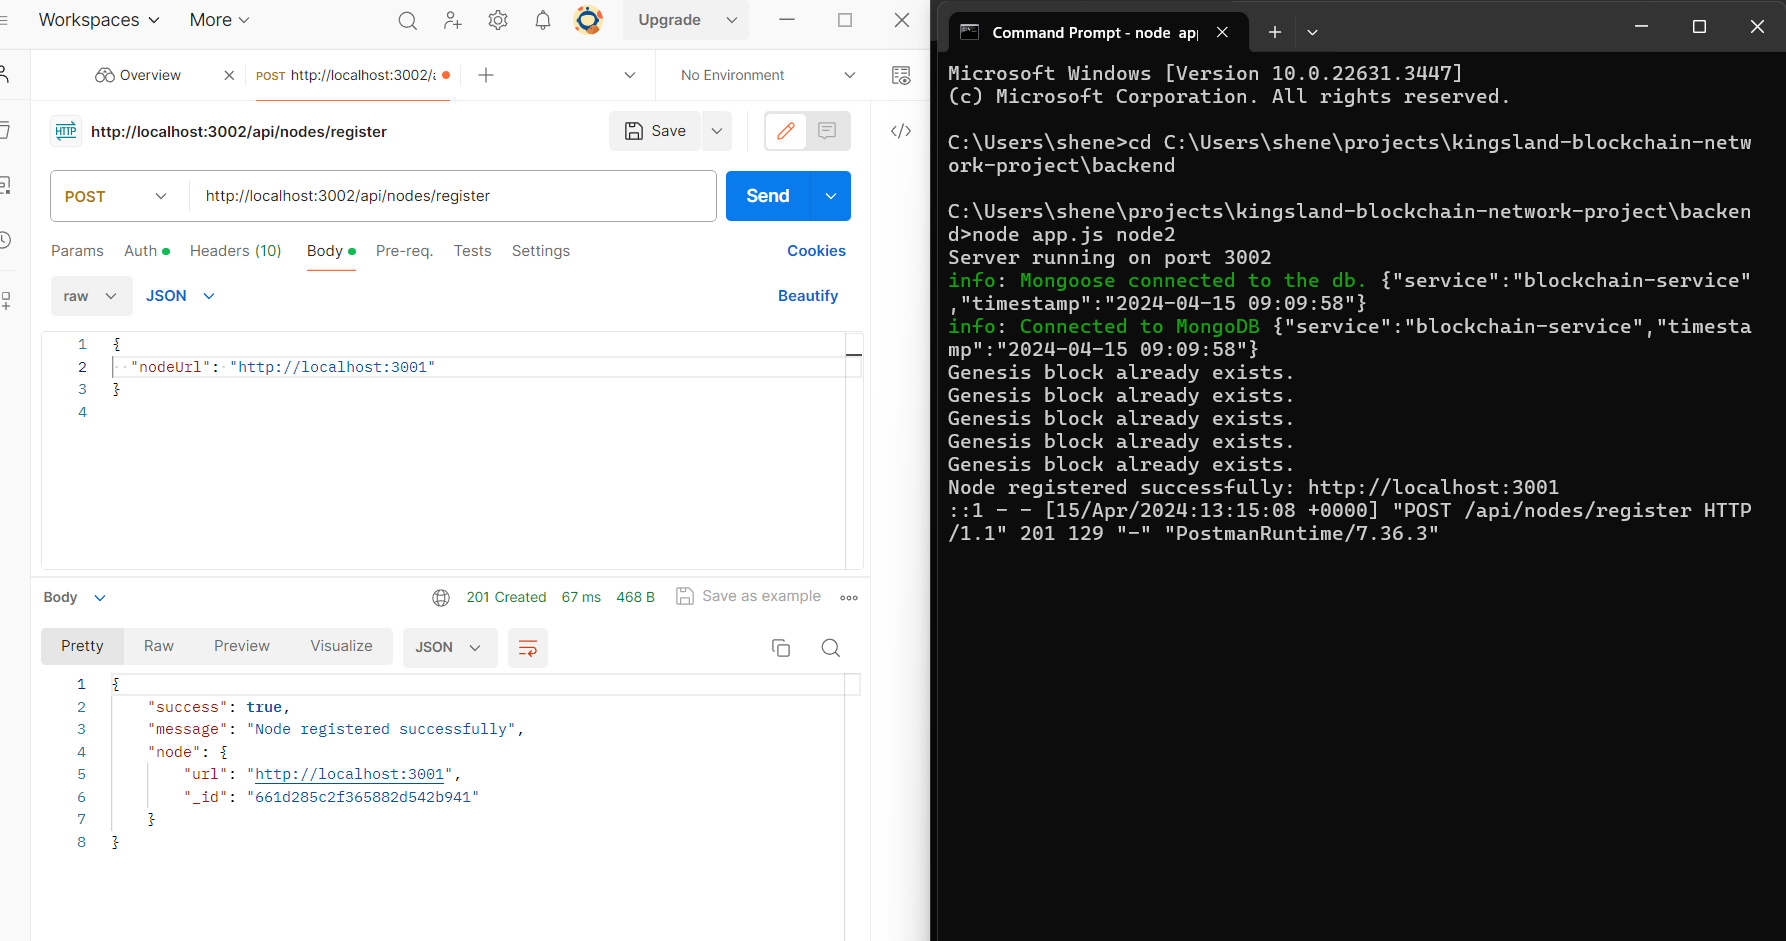 Workspaces More Upgrade
Overview POST http://localhost:3002/a No Environment
HTTP http://localhost:3002/api/nodes/register Save
POST http://localhost:3002/api/nodes/register Send
Params Auth Headers (10) Body Pre-req. Tests Settings Cookies
raw JSON Beautify
1 {
2 "nodeUrl": "http://localhost:3001"
3 }
4
Body 201 Created 67 ms 468 B Save as example
Pretty Raw Preview Visualize JSON
1 {
2 "success": true,
3 "message": "Node registered successfully",
4 "node": {
5 "url": "http://localhost:3001",
6 "_id": "661d285c2f365882d542b941"
7 }
8 }
Command Prompt - node app
Microsoft Windows [Version 10.0.22631.3447]
(c) Microsoft Corporation. All rights reserved.
C:\Users\shene>cd C:\Users\shene\projects\kingsland-blockchain-netw
ork-project\backend
C:\Users\shene\projects\kingsland-blockchain-network-project\backen
d>node app.js node2
Server running on port 3002
info: Mongoose connected to the db. {"service":"blockchain-service"
,"timestamp":"2024-04-15 09:09:58"}
info: Connected to MongoDB {"service":"blockchain-service","timesta
mp":"2024-04-15 09:09:58"}
Genesis block already exists.
Genesis block already exists.
Genesis block already exists.
Genesis block already exists.
Genesis block already exists.
Node registered successfully: http://localhost:3001
::1 - - [15/Apr/2024:13:15:08 +0000] "POST /api/nodes/register HTTP
/1.1" 201 129 "-" "PostmanRuntime/7.36.3"